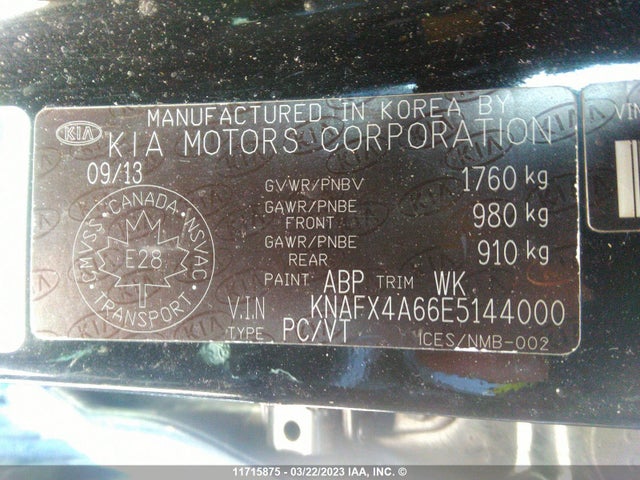 MANUFACTURED IN KOREA BY
KIA KIA MOTORS CORPORATION
09/13
GVWR/PNBV 1760 kg
GAWR/PNBE FRONT 980 kg
GAWR/PNBE REAR 910 kg
PAINT ABP TRIM WK
V.I.N KNAFX4A66E5144000
TYPE PC/VT
ICES/NMB-002
CANADA
CMVSS E28 NSVAC
TRANSPORT
VIN
11715875 - 03/22/2023 IAA, INC. ©